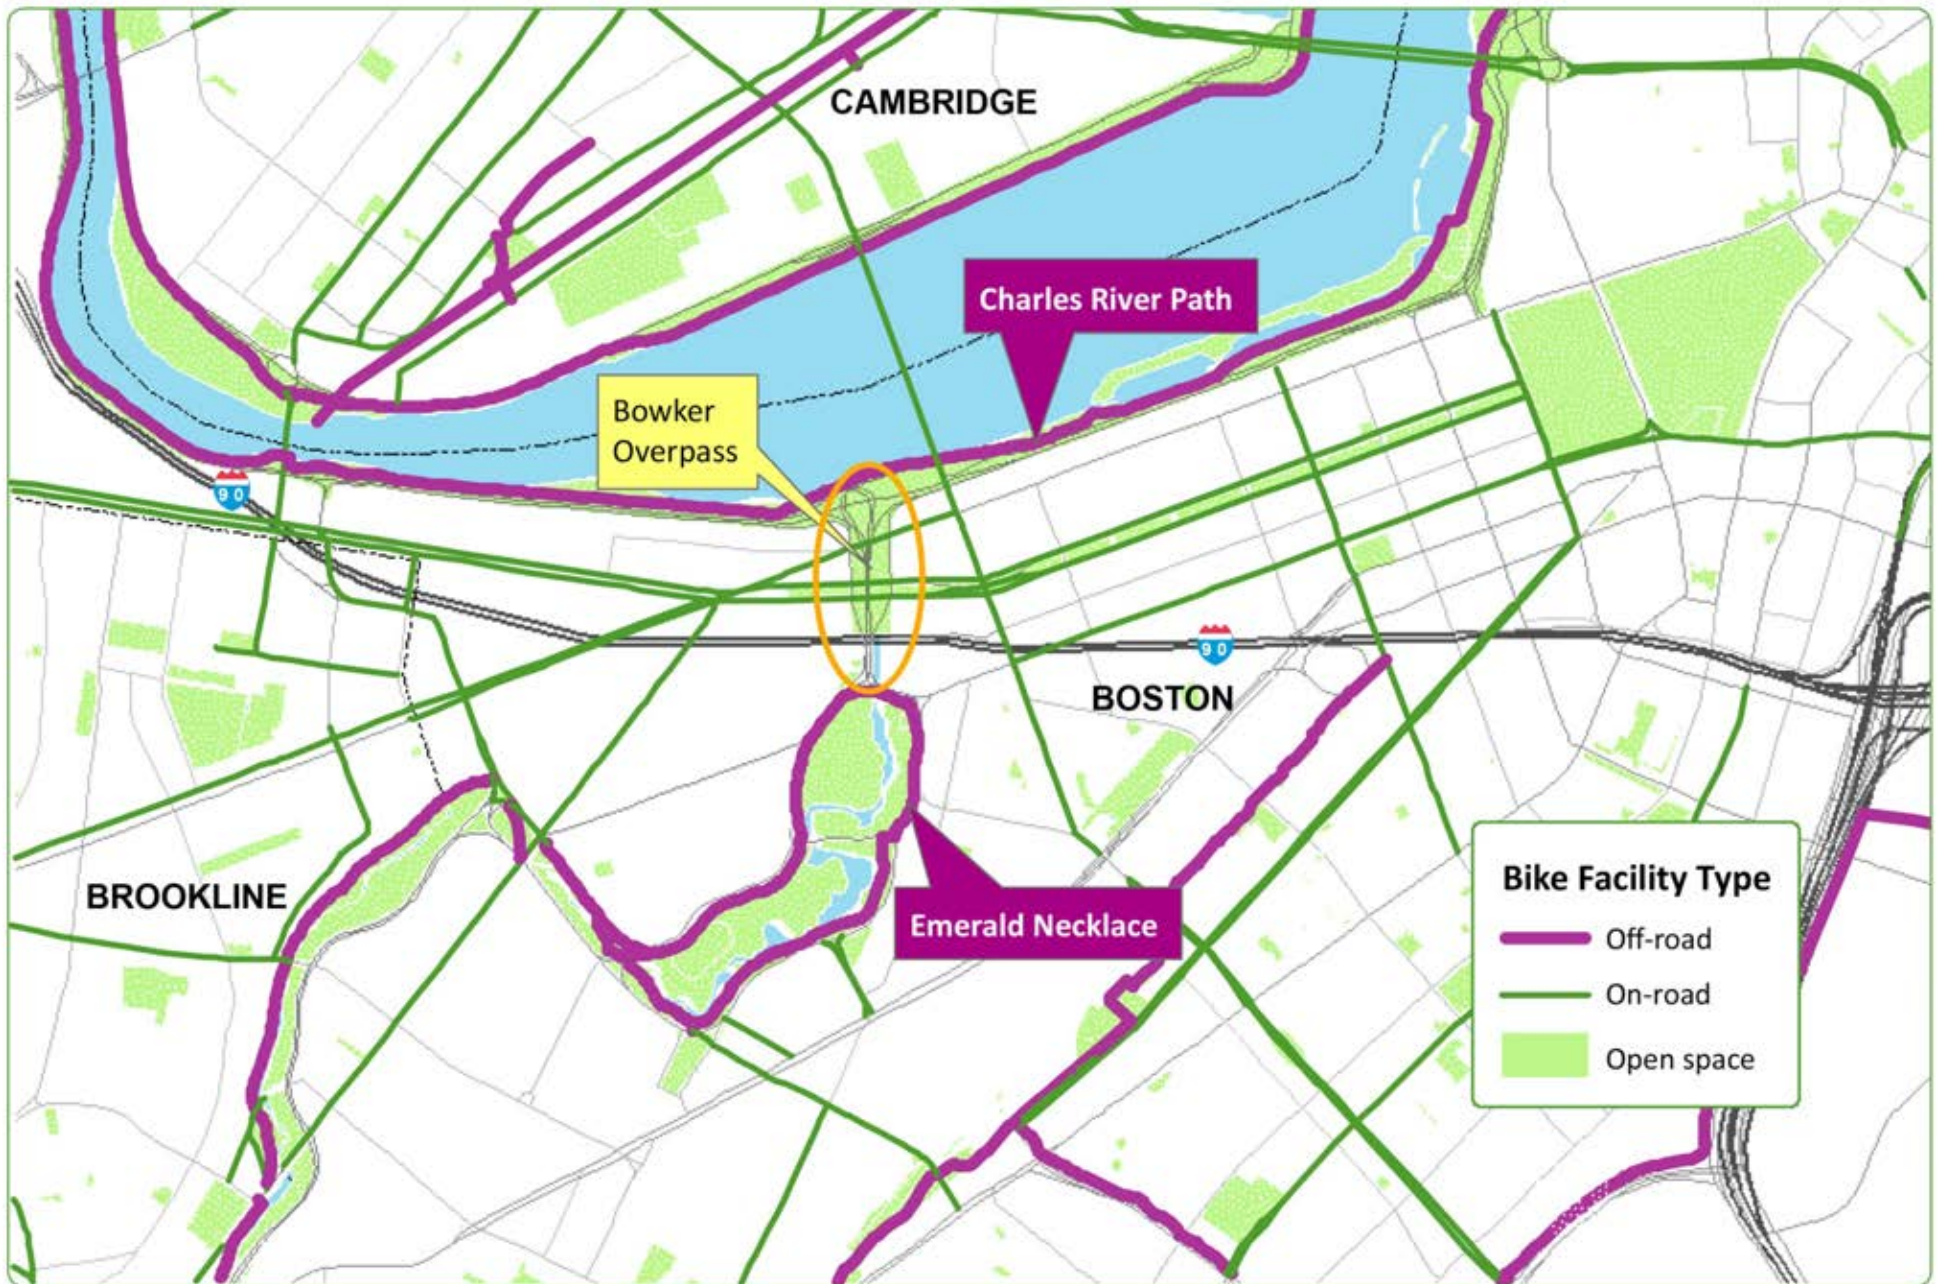 CAMBRIDGE
Charles River Path
Bowker
Overpass
90
90
BOSTON
BROOKLINE
Emerald Necklace
Bike Facility Type
Off-road
On-road
Open space